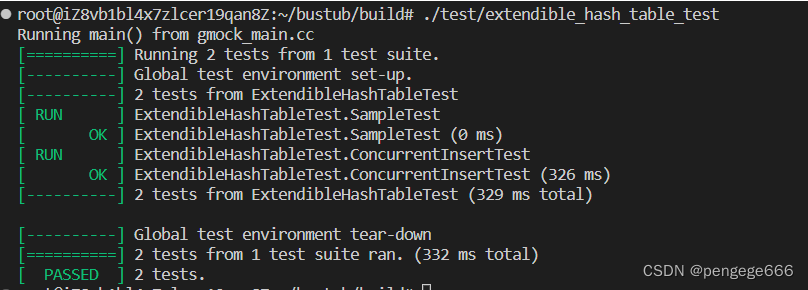 root@iZ8vb1bl4x7zlcer19qan8Z:~/bustub/build# ./test/extendible_hash_table_test
Running main() from gmock_main.cc
[==========] Running 2 tests from 1 test suite.
[----------] Global test environment set-up.
[----------] 2 tests from ExtendibleHashTableTest
[ RUN      ] ExtendibleHashTableTest.SampleTest
[       OK ] ExtendibleHashTableTest.SampleTest (0 ms)
[ RUN      ] ExtendibleHashTableTest.ConcurrentInsertTest
[       OK ] ExtendibleHashTableTest.ConcurrentInsertTest (326 ms)
[----------] 2 tests from ExtendibleHashTableTest (329 ms total)
[----------] Global test environment tear-down
[==========] 2 tests from 1 test suite ran. (332 ms total)
[  PASSED  ] 2 tests.
CSDN @pengege666